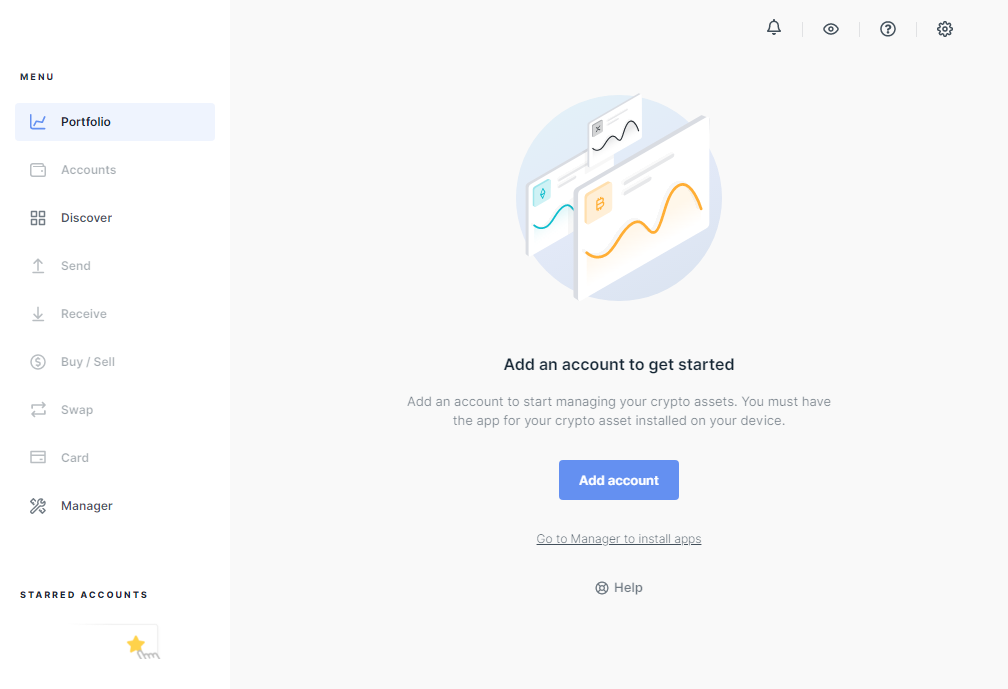 MENU
Portfolio
Accounts
Discover
Send
Receive
Buy / Sell
Swap
Card
Manager
STARRED ACCOUNTS
Add an account to get started
Add an account to start managing your crypto assets. You must have
the app for your crypto asset installed on your device.
Add account
Go to Manager to install apps
Help